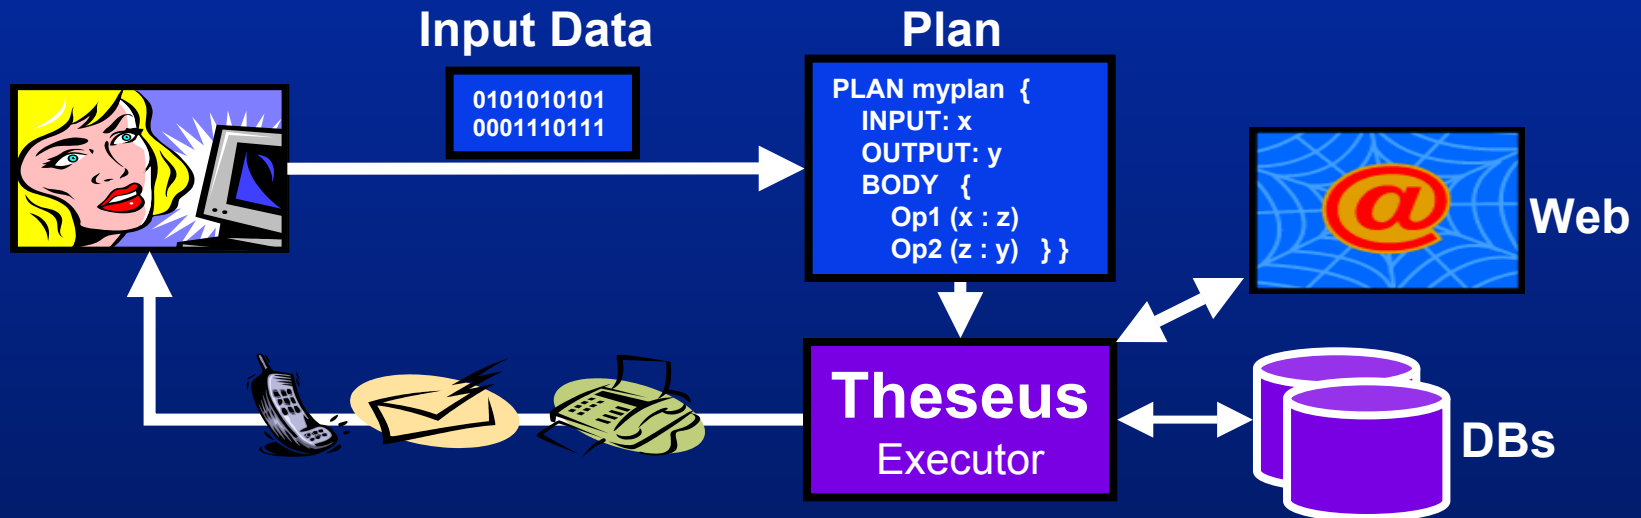 Input Data
0101010101
0001110111
Plan
PLAN myplan {
INPUT: x
OUTPUT: y
BODY {
Op1 (x : z)
Op2 (z : y) } }
@
Web
Theseus
Executor
DBs